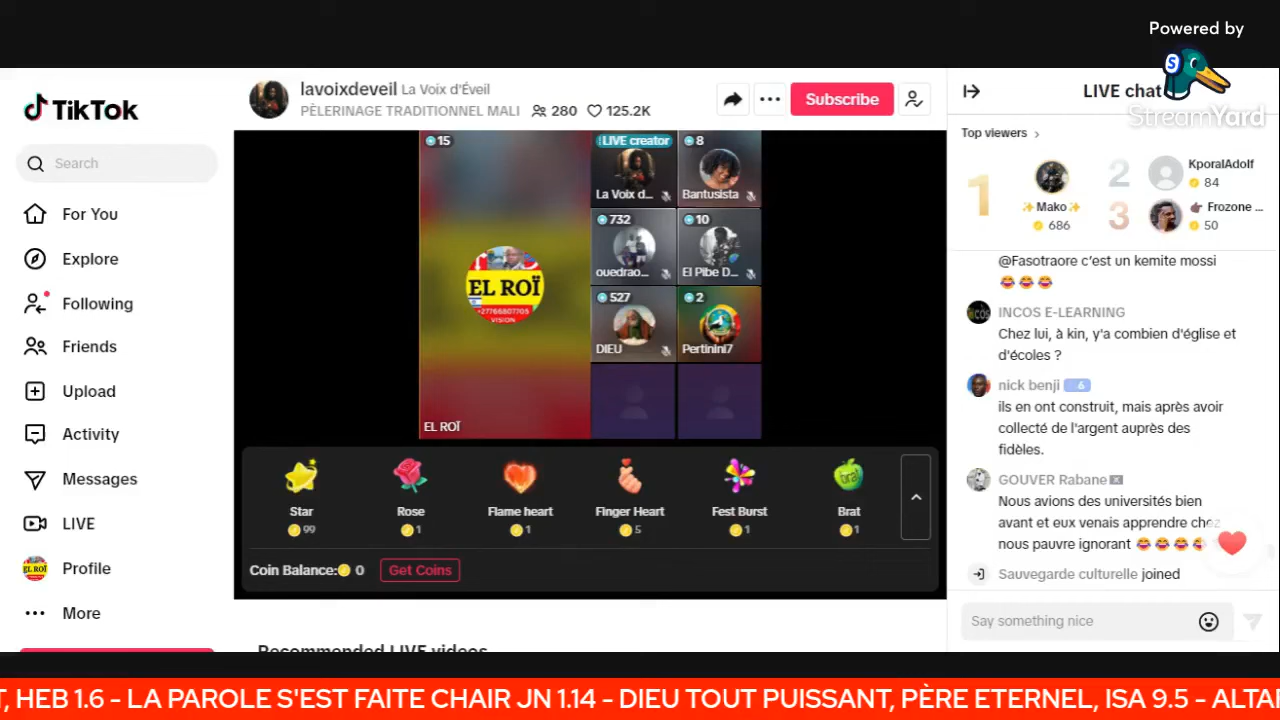 Powered by
StreamYard
TikTok
Search
For You
Explore
Following
Friends
Upload
Activity
Messages
LIVE
Profile
More
lavoixdeveil La Voix d'Éveil
PÈLERINAGE TRADITIONNEL MALI 280 125.2K
Subscribe
15
EL ROÏ
+27766807705
VISION
EL ROÏ
LIVE creator
La Voix d...
8
Bantusista
732
ouedrao...
10
El Pibe D...
527
DIEU
2
Pertinini7
Star
99
Rose
1
Flame heart
1
Finger Heart
5
Fest Burst
1
brat
Brat
1
Coin Balance: 0 Get Coins
Recommended LIVE videos
LIVE chat
Top viewers
1
Mako
686
2
KporalAdolf
84
3
Frozone ...
50
@Fasotraore c'est un kemite mossi
INCOS E-LEARNING
Chez lui, à kin, y'a combien d'église et
d'écoles ?
nick benji 6
ils en ont construit, mais après avoir
collecté de l'argent auprès des
fidèles.
GOUVER Rabane
Nous avions des universités bien
avant et eux venais apprendre chez
nous pauvre ignorant
Sauvegarde culturelle joined
Say something nice
T, HEB 1.6 - LA PAROLE S'EST FAITE CHAIR JN 1.14 - DIEU TOUT PUISSANT, PÈRE ETERNEL, ISA 9.5 - ALTA